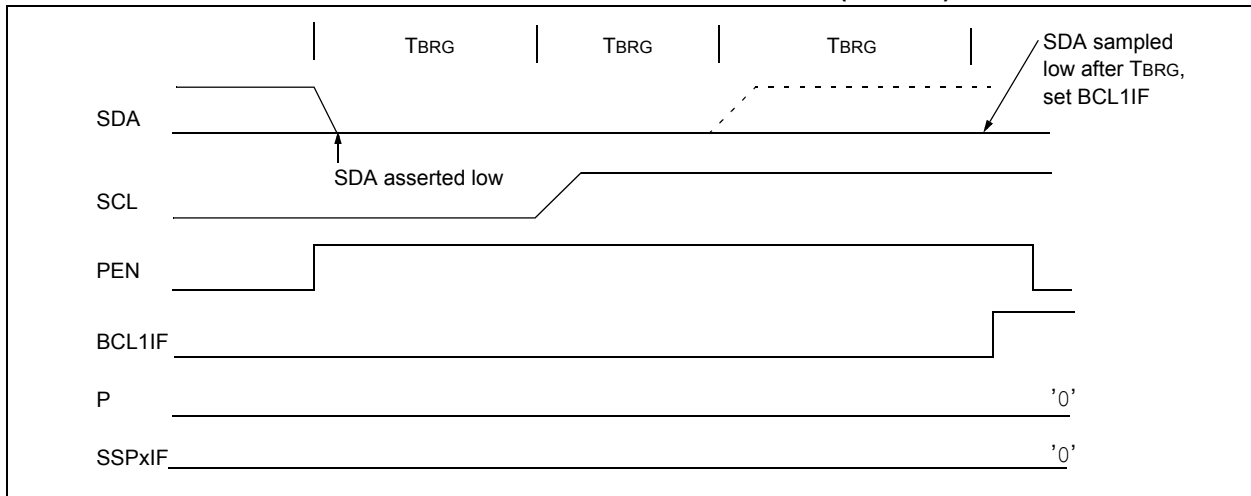 TBRG TBRG TBRG
SDA sampled
low after TBRG,
set BCL1IF
SDA
SDA asserted low
SCL
PEN
BCL1IF
P '0'
SSPxIF '0'